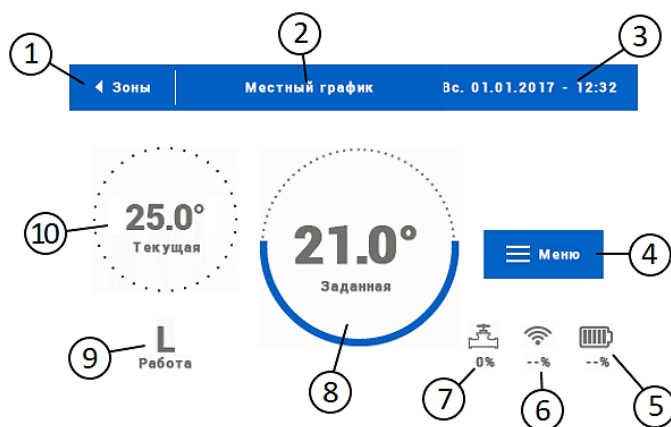 2
1
3
Зоны
Местный график
Вс. 01.01.2017 - 12:32
25.0°
Текущая
10
21.0°
Заданная
Меню
4
L
Работа
9
8
0%
--%
--%
7
6
5